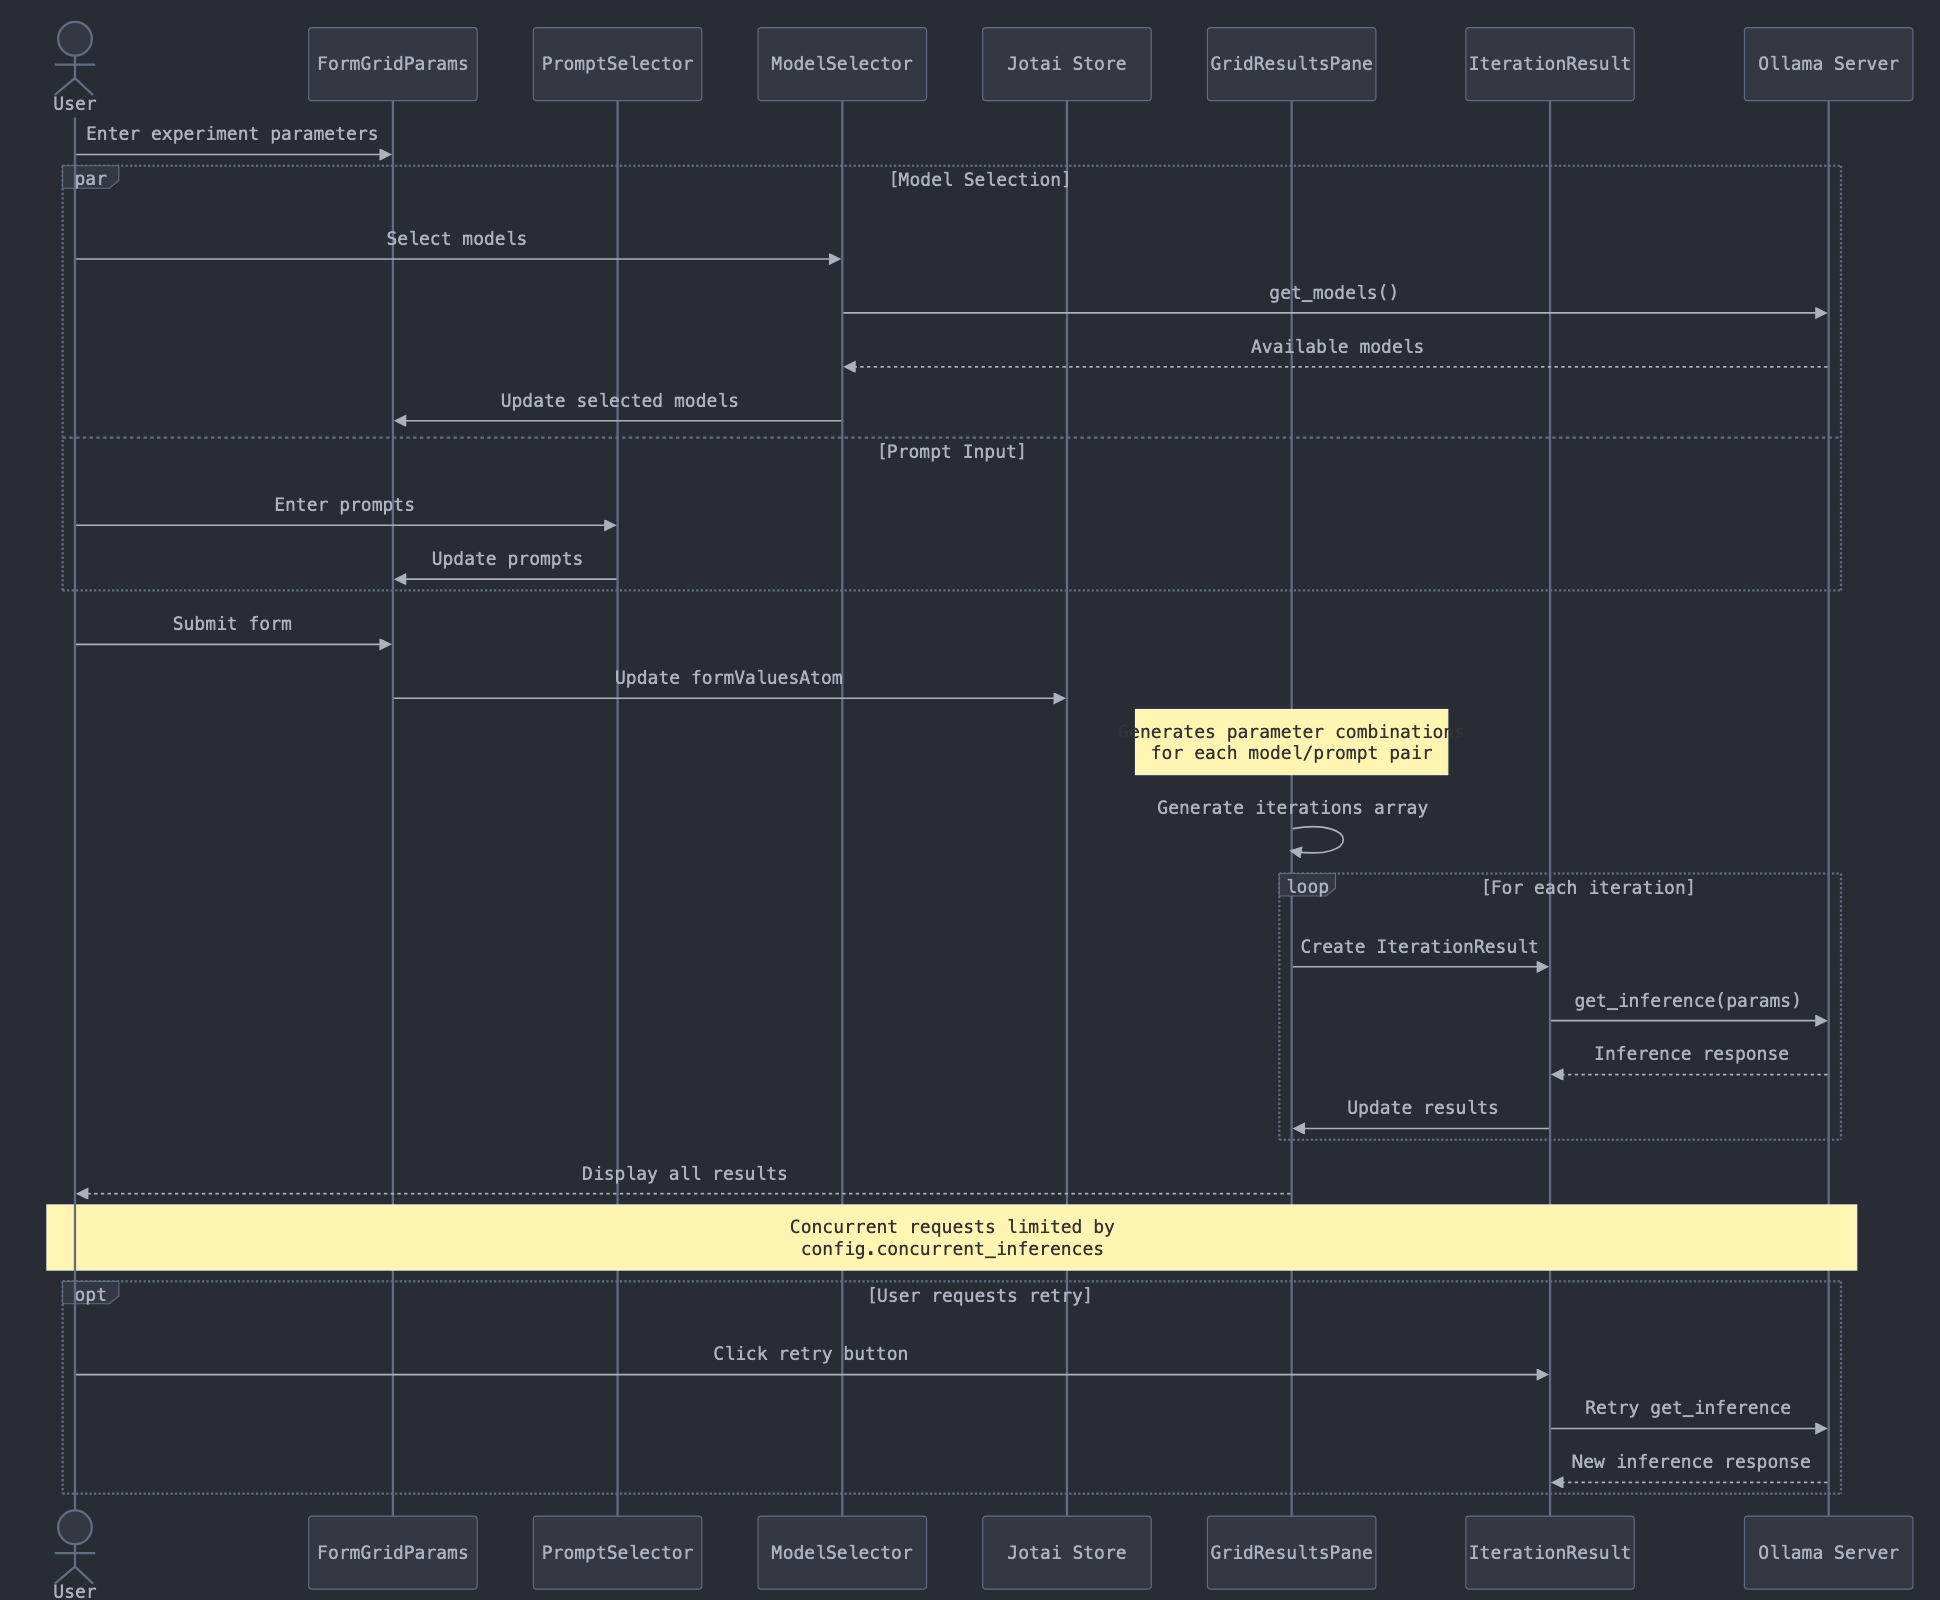 User
FormGridParams
PromptSelector
ModelSelector
Jotai Store
GridResultsPane
IterationResult
Ollama Server
Enter experiment parameters
par
[Model Selection]
Select models
get_models()
Available models
Update selected models
[Prompt Input]
Enter prompts
Update prompts
Submit form
Update formValuesAtom
Generates parameter combinations
for each model/prompt pair
Generate iterations array
loop
[For each iteration]
Create IterationResult
get_inference(params)
Inference response
Update results
Display all results
Concurrent requests limited by
config.concurrent_inferences
opt
[User requests retry]
Click retry button
Retry get_inference
New inference response
User
FormGridParams
PromptSelector
ModelSelector
Jotai Store
GridResultsPane
IterationResult
Ollama Server